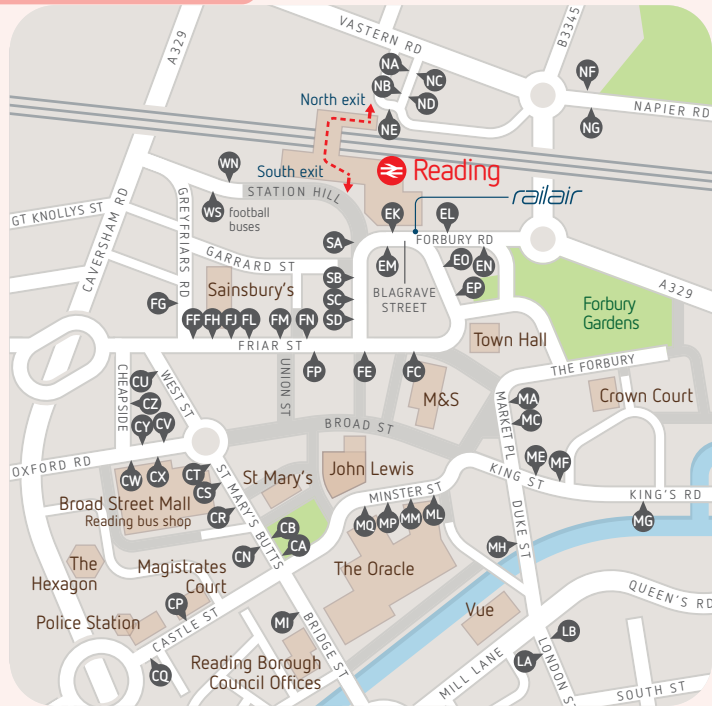 VASTERN RD
B3345
A329
NA
NC
NB
ND
NE
NF
NG
NAPIER RD
North exit
South exit
Reading
railair
WN
WS
football
buses
STATION HILL
GT KNOLLYS ST
CAVERSHAM RD
GREYFRIARS RD
GARRARD ST
SA
EK
EL
FORBURY RD
EM
EO
EN
EP
BLAGRAVE
STREET
A329
SB
SC
SD
Sainsbury's
FG
FF
FH
FJ
FL
FM
FN
FRIAR ST
FP
FE
FC
Town Hall
Forbury
Gardens
THE FORBURY
Crown Court
M&S
UNION ST
CHEAPSIDE
WEST ST
CU
CZ
CY
CV
MA
MC
MARKET PL
BROAD ST
OXFORD RD
CW
CX
CT
CS
CR
Broad Street Mall
Reading bus shop
St Mary's
ST MARY'S BUTTS
John Lewis
MINSTER ST
KING ST
ME
MF
KING'S RD
MG
MQ
MP
MM
ML
CB
CA
CN
The Oracle
DUKE ST
MH
The
Hexagon
Magistrates
Court
Police Station
CP
CASTLE ST
CQ
MI
BRIDGE ST
Reading Borough
Council Offices
Vue
MILL LANE
QUEEN'S RD
LB
LA
LONDON ST
SOUTH ST